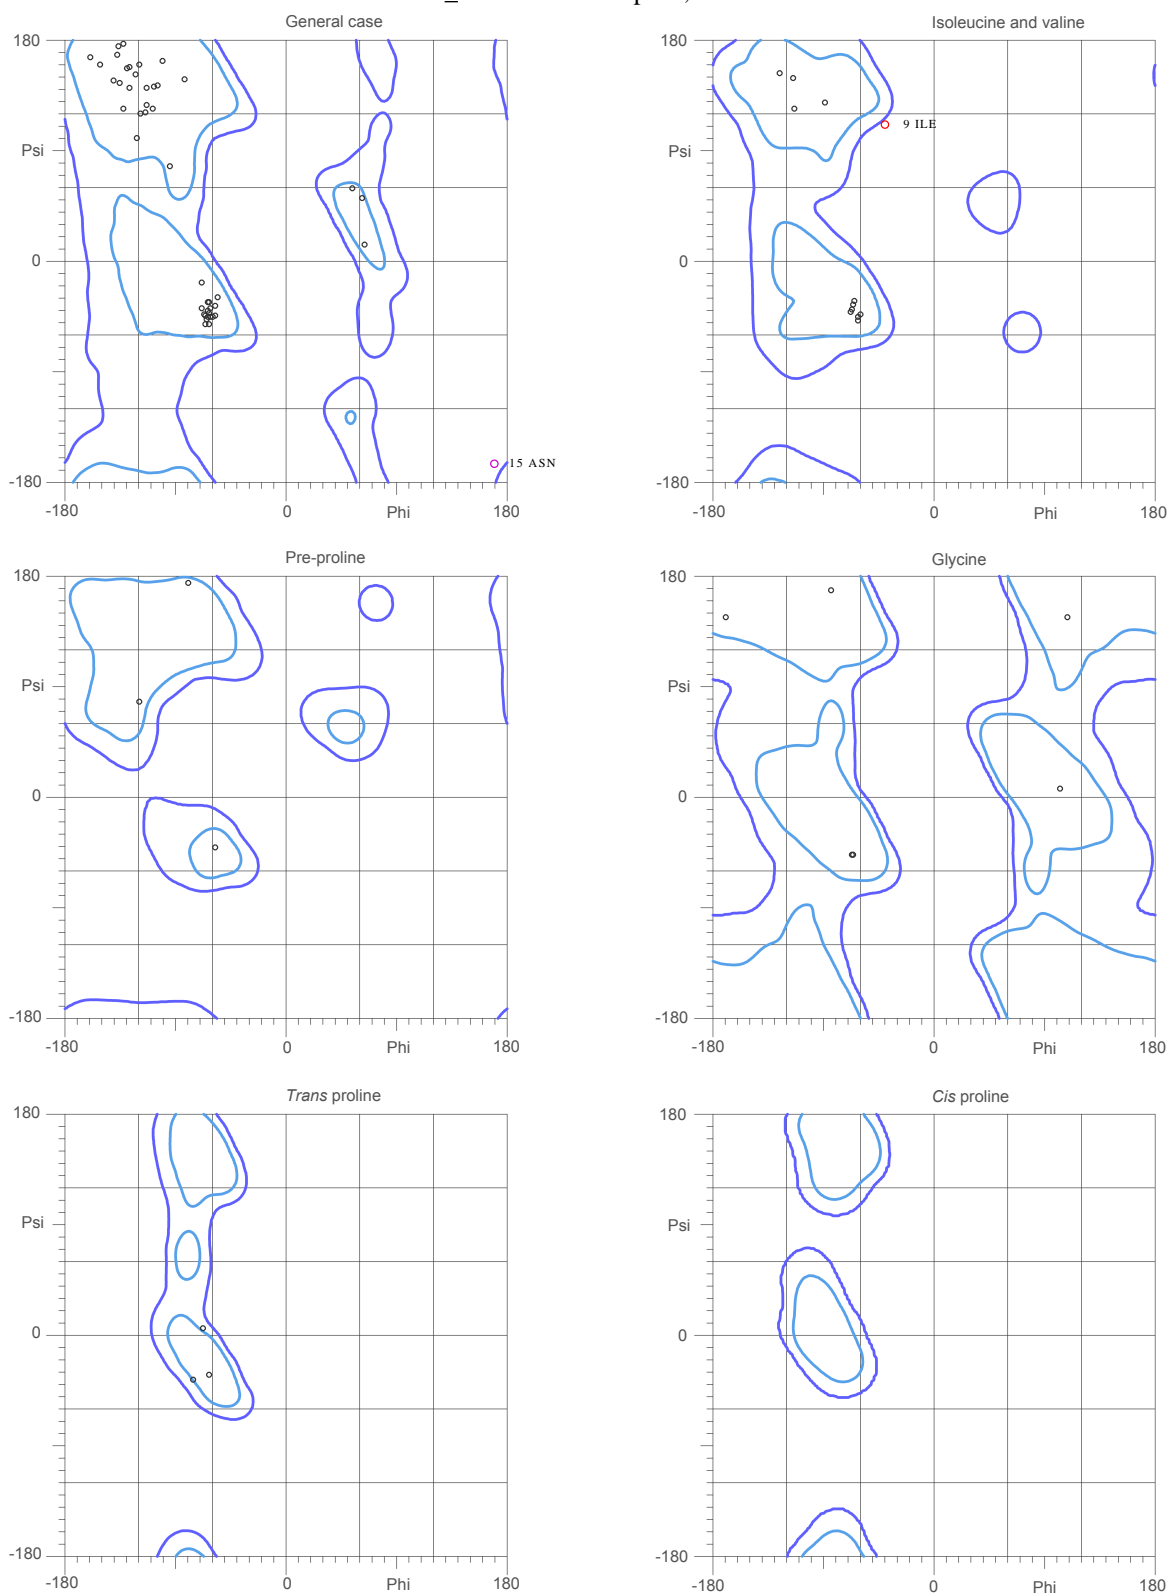 General case
Isoleucine and valine
180
180
9 ILE
Psi
Psi
0
0
15 ASN
-180
-180
-180
0
Phi
180
-180
0
Phi
180
Pre-proline
Glycine
180
180
Psi
Psi
0
0
-180
-180
-180
0
Phi
180
-180
0
Phi
180
Trans proline
Cis proline
180
180
Psi
Psi
0
0
-180
-180
-180
0
Phi
180
-180
0
Phi
180